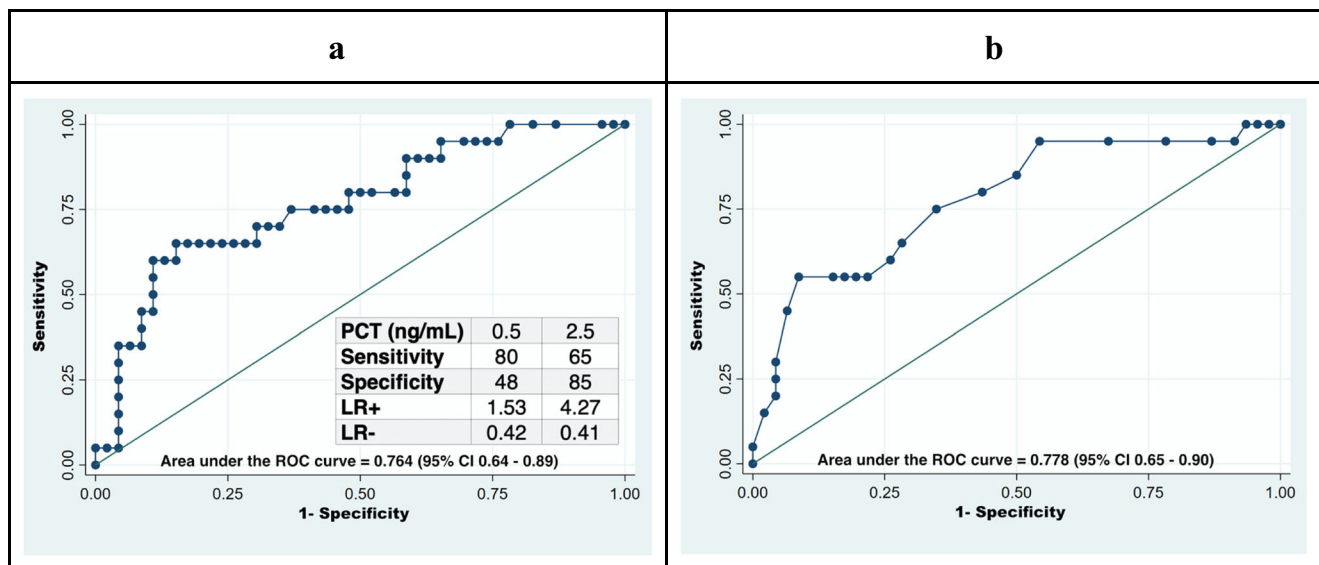 a
b
1.00
0.75
0.50
0.25
0.00
Sensitivity
PCT (ng/mL) 0.5 2.5
Sensitivity 80 65
Specificity 48 85
LR+ 1.53 4.27
LR- 0.42 0.41
Area under the ROC curve = 0.764 (95% CI 0.64 - 0.89)
0.00 0.25 0.50 0.75 1.00
1- Specificity
1.00
0.75
0.50
0.25
0.00
Sensitivity
Area under the ROC curve = 0.778 (95% CI 0.65 - 0.90)
0.00 0.25 0.50 0.75 1.00
1- Specificity